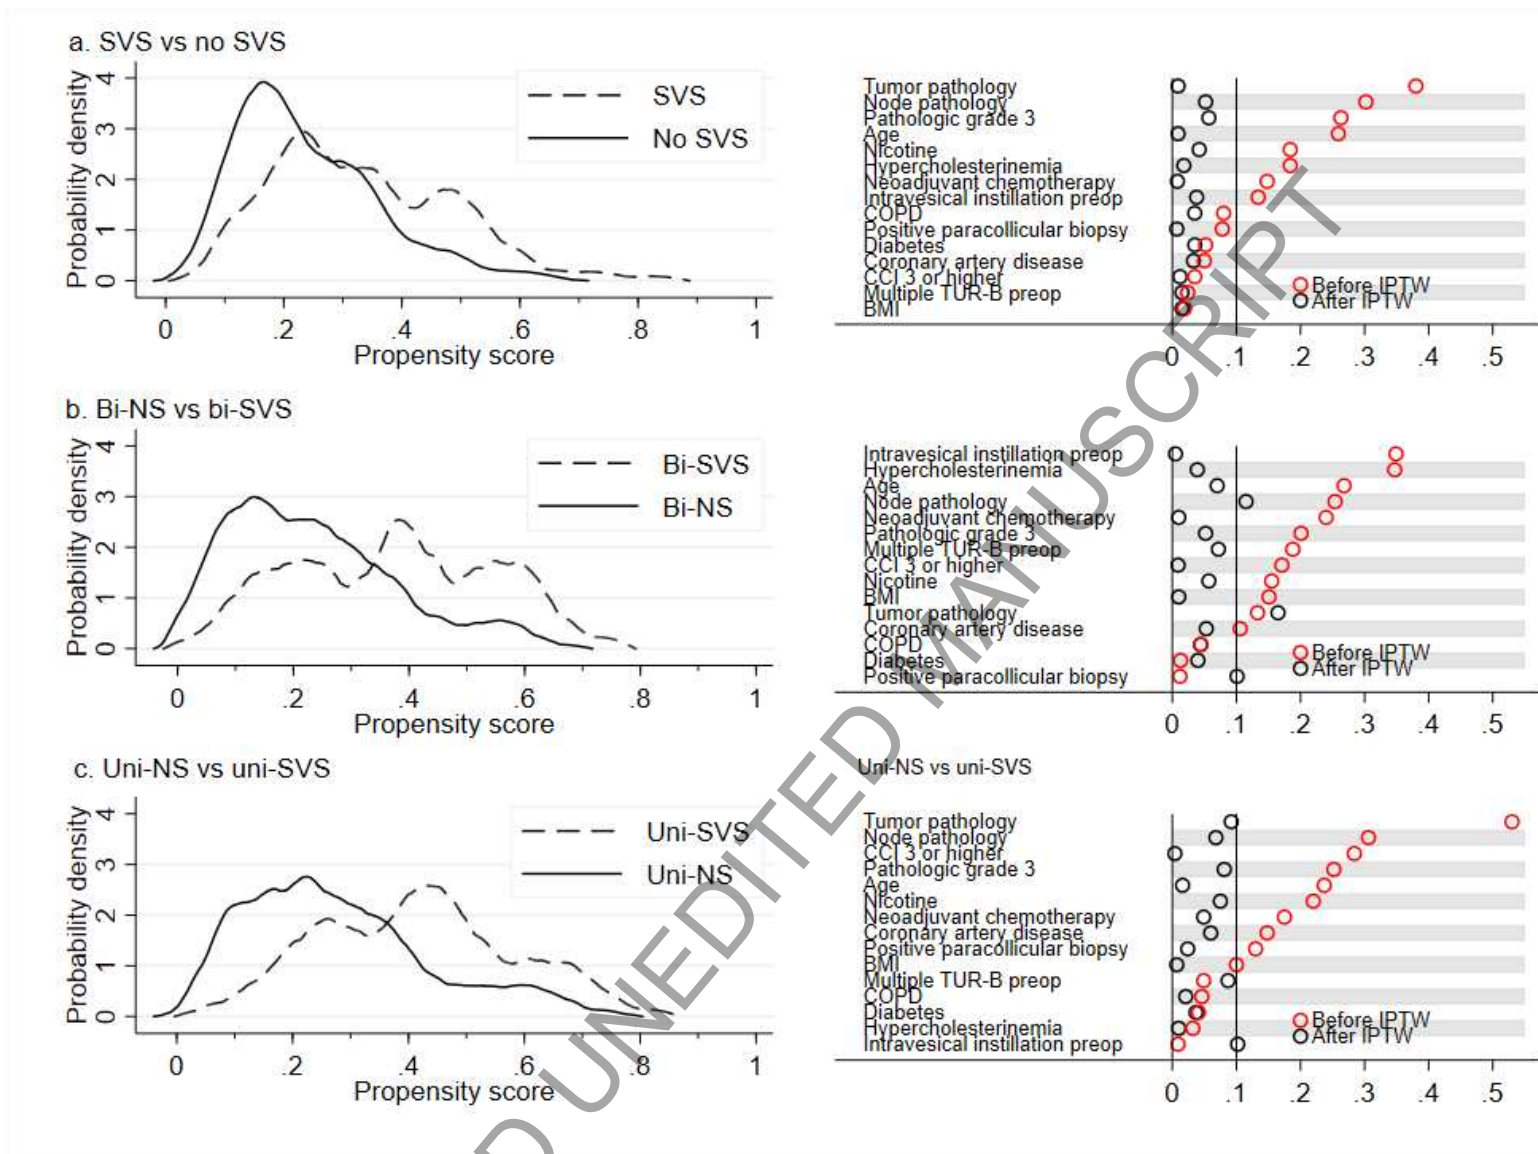 a. SVS vs no SVS
Probability density
4
3
2
1
0
SVS
No SVS
0 .2 .4 .6 .8 1
Propensity score
Tumor pathology
Node pathology
Pathologic grade 3
Age
Nicotine
Hypercholesterinemia
Neoadjuvant chemotherapy
Intravesical instillation preop
COPD
Positive paracollicular biopsy
Diabetes
Coronary artery disease
CCI 3 or higher
Multiple TUR-B preop
BMI
Before IPTW
After IPTW
0 .1 .2 .3 .4 .5
b. Bi-NS vs bi-SVS
Probability density
4
3
2
1
0
Bi-SVS
Bi-NS
0 .2 .4 .6 .8 1
Propensity score
Intravesical instillation preop
Hypercholesterinemia
Age
Node pathology
Neoadjuvant chemotherapy
Pathologic grade 3
Multiple TUR-B preop
CCI 3 or higher
Nicotine
BMI
Tumor pathology
Coronary artery disease
COPD
Diabetes
Positive paracollicular biopsy
Before IPTW
After IPTW
0 .1 .2 .3 .4 .5
c. Uni-NS vs uni-SVS
Probability density
4
3
2
1
0
Uni-SVS
Uni-NS
0 .2 .4 .6 .8 1
Propensity score
Uni-NS vs uni-SVS
Tumor pathology
Node pathology
CCI 3 or higher
Pathologic grade 3
Age
Nicotine
Neoadjuvant chemotherapy
Coronary artery disease
Positive paracollicular biopsy
BMI
Multiple TUR-B preop
COPD
Diabetes
Hypercholesterinemia
Intravesical instillation preop
Before IPTW
After IPTW
0 .1 .2 .3 .4 .5
D UNEDITED MANUSCRIPT